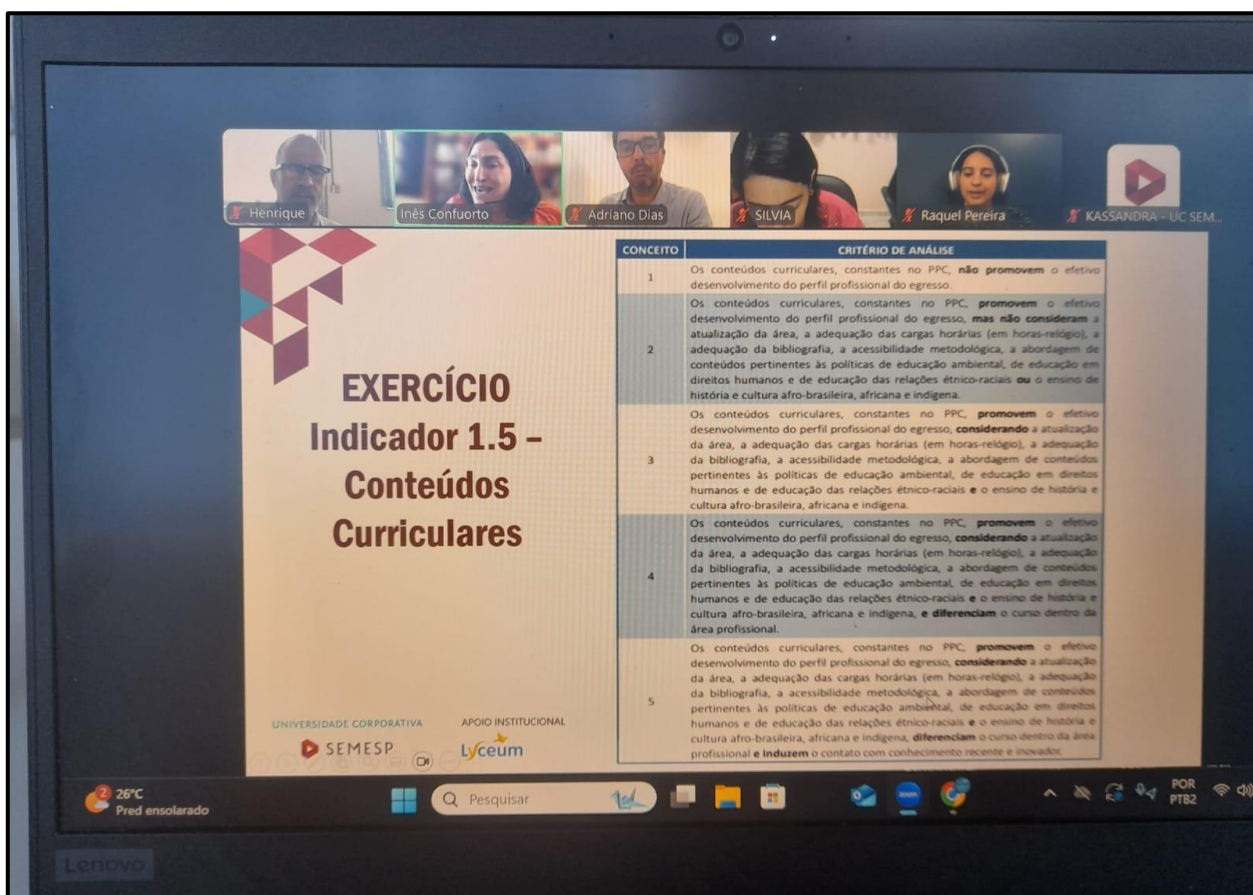 Henrique
Inês Confuorto
Adriano Dias
SILVIA
Raquel Pereira
KASSANDRA - UC SEM...
EXERCÍCIO
Indicador 1.5 –
Conteúdos
Curriculares
UNIVERSIDADE CORPORATIVA
SEMESP
APOIO INSTITUCIONAL
Lyceum
CONCEITO CRITÉRIO DE ANÁLISE
1
Os conteúdos curriculares, constantes no PPC, não promovem o efetivo
desenvolvimento do perfil profissional do egresso.
2
Os conteúdos curriculares, constantes no PPC, promovem o efetivo
desenvolvimento do perfil profissional do egresso, mas não consideram a
atualização da área, a adequação das cargas horárias (em horas-relógio), a
adequação da bibliografia, a acessibilidade metodológica, a abordagem de
conteúdos pertinentes às políticas de educação ambiental, de educação em
direitos humanos e de educação das relações étnico-raciais ou o ensino de
história e cultura afro-brasileira, africana e indígena.
3
Os conteúdos curriculares, constantes no PPC, promovem o efetivo
desenvolvimento do perfil profissional do egresso, considerando a atualização
da área, a adequação das cargas horárias (em horas-relógio), a adequação
da bibliografia, a acessibilidade metodológica, a abordagem de conteúdos
pertinentes às políticas de educação ambiental, de educação em direitos
humanos e de educação das relações étnico-raciais e o ensino de história e
cultura afro-brasileira, africana e indígena.
4
Os conteúdos curriculares, constantes no PPC, promovem o efetivo
desenvolvimento do perfil profissional do egresso, considerando a atualização
da área, a adequação das cargas horárias (em horas-relógio), a adequação
da bibliografia, a acessibilidade metodológica, a abordagem de conteúdos
pertinentes às políticas de educação ambiental, de educação em direitos
humanos e de educação das relações étnico-raciais e o ensino de história e
cultura afro-brasileira, africana e indígena, e diferenciam o curso dentro da
área profissional.
5
Os conteúdos curriculares, constantes no PPC, promovem o efetivo
desenvolvimento do perfil profissional do egresso, considerando a atualização
da área, a adequação das cargas horárias (em horas-relógio), a adequação
da bibliografia, a acessibilidade metodológica, a abordagem de conteúdos
pertinentes às políticas de educação ambiental, de educação em direitos
humanos e de educação das relações étnico-raciais e o ensino de história e
cultura afro-brasileira, africana e indígena, diferenciam o curso dentro da área
profissional e induzem o contato com conhecimento recente e inovador.
2
26°C
Pred ensolarado
Pesquisar
zoom
POR
PTB2
Lenovo